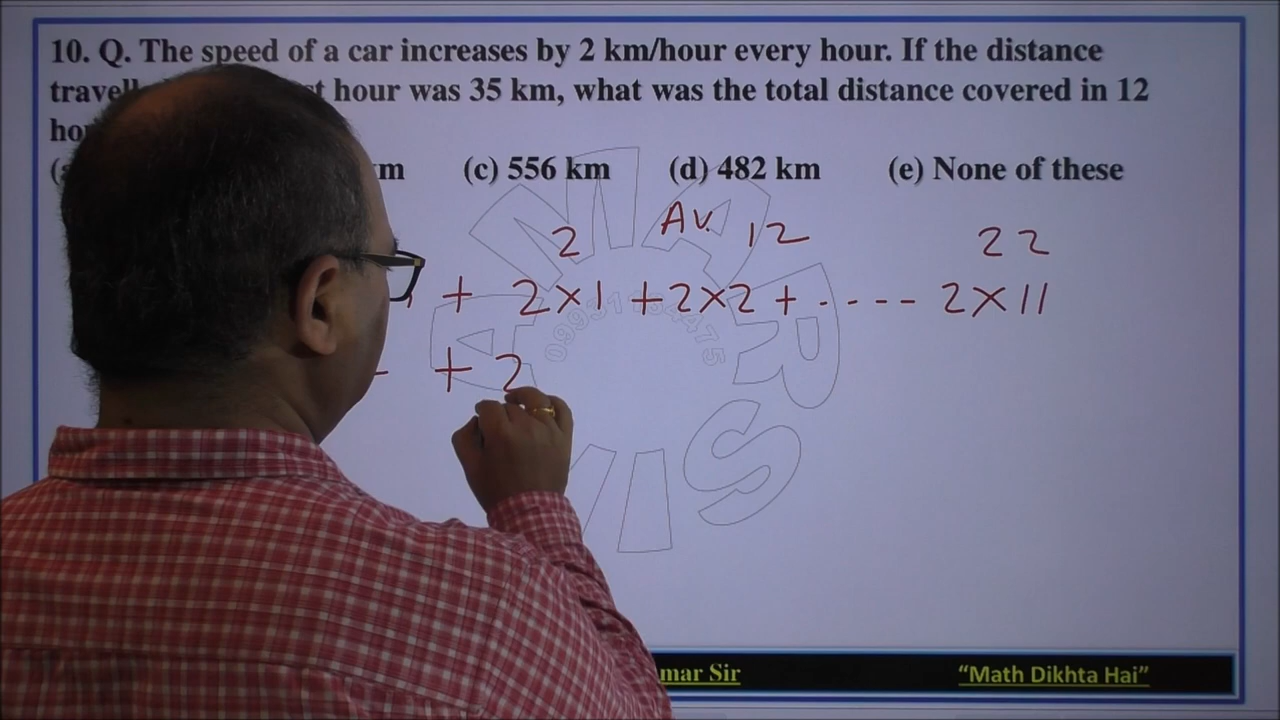 10. Q. The speed of a car increases by 2 km/hour every hour. If the distance
hour was 35 km, what was the total distance covered in 12
(c) 556 km (d) 482 km (e) None of these
2 Av. 12 22
+ 2×1 + 2×2 + ---- 2×11
+ 2
09931164475
mar Sir “Math Dikhta Hai”